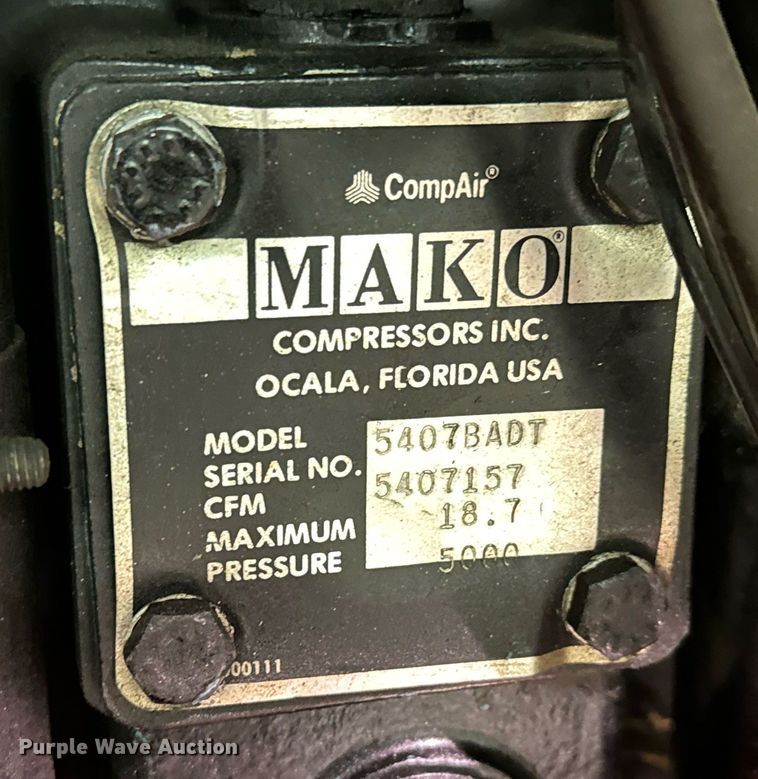 CompAir®
MAKO®
COMPRESSORS INC.
OCALA, FLORIDA USA
MODEL 5407BADT
SERIAL NO. 5407157
CFM 18.7
MAXIMUM
PRESSURE 5000
00111
Purple Wave Auction